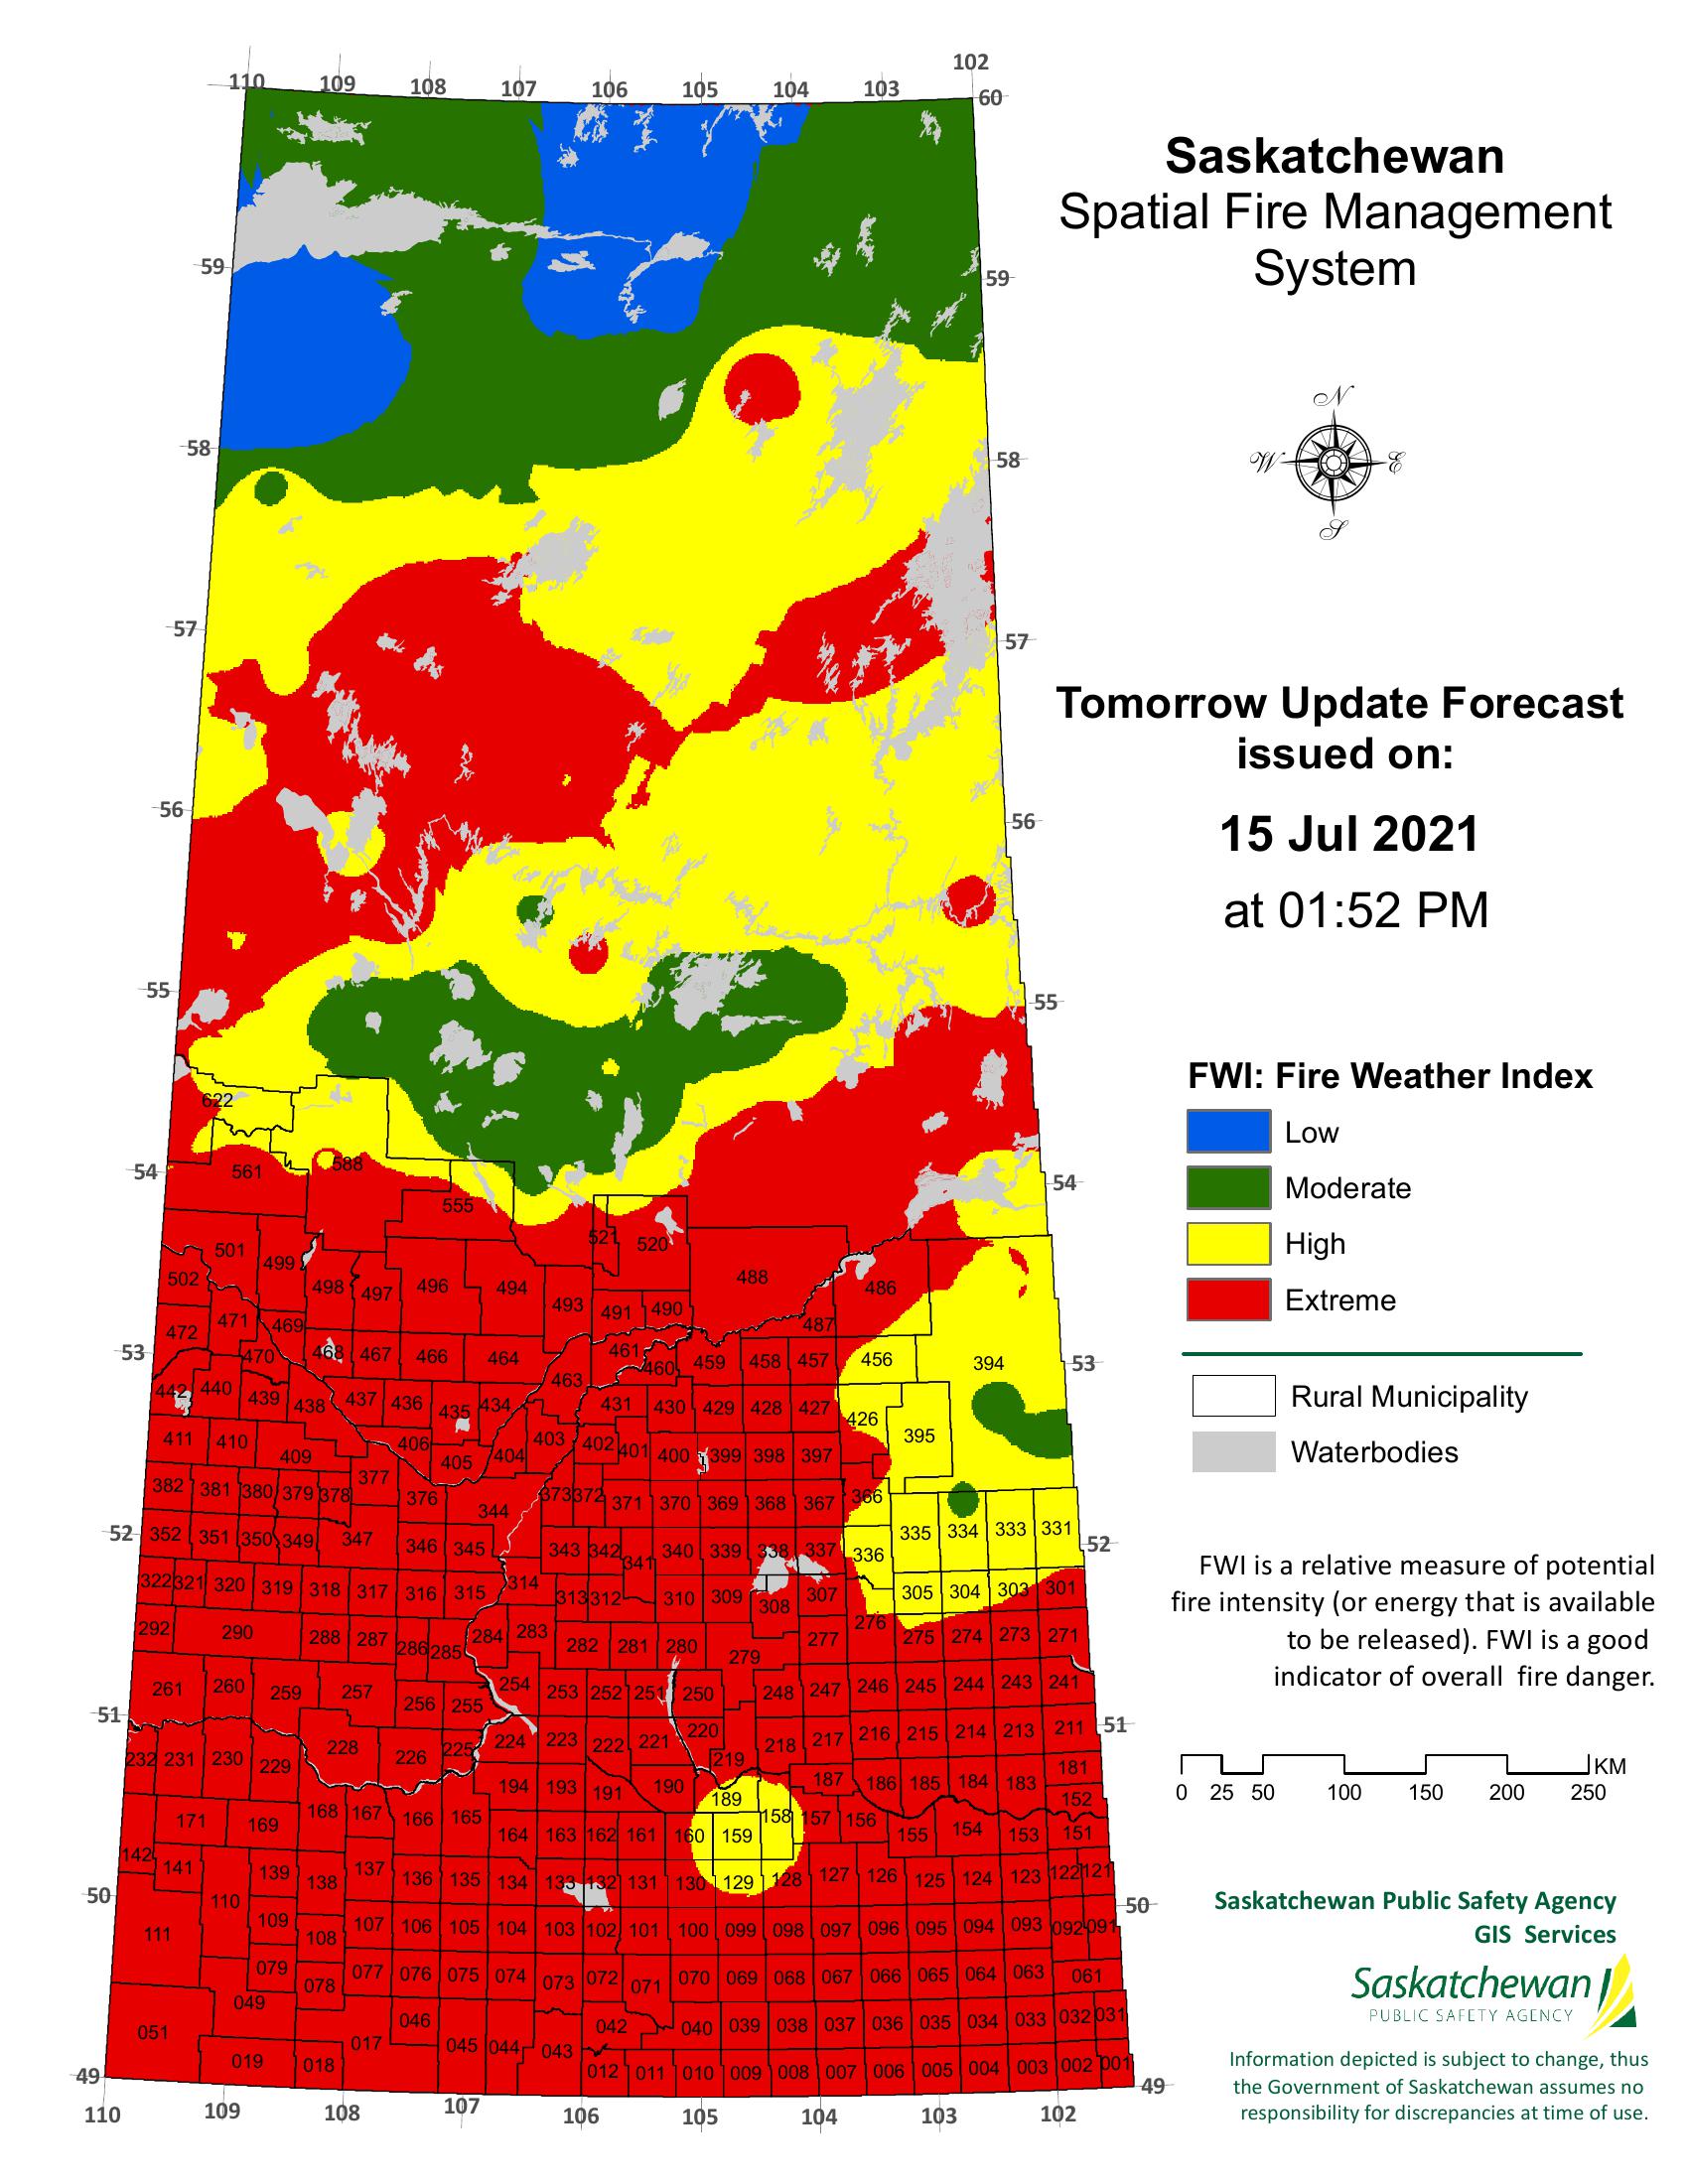 110 109 108 107 106 105 104 103 102
60
59 59
58 58
57 57
56 56
55 55
54 54
53 53
52 52
51 51
50 50
49 49
110 109 108 107 106 105 104 103 102
622
561 588
555
501 499 521 520
502 498 497 496 494 493 491 490 488 486
472 471 469 487
470 468 467 466 464 463 461 460 459 458 457 456 394
442 440 439 438 437 436 435 434 431 430 429 428 427 426
411 410 409 406 405 404 403 402 401 400 399 398 397 395
382 381 380 379 378 377 376 344 373 372 371 370 369 368 367 366
352 351 350 349 347 346 345 343 342 341 340 339 338 337 336 335 334 333 331
322 321 320 319 318 317 316 315 314 313 312 310 309 308 307 305 304 303 301
292 290 288 287 286 285 284 283 282 281 280 279 277 276 275 274 273 271
261 260 259 257 256 255 254 253 252 251 250 248 247 246 245 244 243 241
232 231 230 229 228 226 225 224 223 222 221 220 219 218 217 216 215 214 213 211
194 193 191 190 189 187 186 185 184 183 181
152
171 169 168 167 166 165 164 163 162 161 160 159 158 157 156 155 154 153 151
142 141 139 138 137 136 135 134 133 132 131 130 129 128 127 126 125 124 123 122 121
111 110 109 108 107 106 105 104 103 102 101 100 099 098 097 096 095 094 093 092 091
079 078 077 076 075 074 073 072 071 070 069 068 067 066 065 064 063 061
051 049 046 042 040 039 038 037 036 035 034 033 032 031
019 018 017 045 044 043 012 011 010 009 008 007 006 005 004 003 002 001
Saskatchewan
Spatial Fire Management
System
N
W E
S
Tomorrow Update Forecast
issued on:
15 Jul 2021
at 01:52 PM
FWI: Fire Weather Index
Low
Moderate
High
Extreme
Rural Municipality
Waterbodies
FWI is a relative measure of potential
fire intensity (or energy that is available
to be released). FWI is a good
indicator of overall fire danger.
KM
0 25 50 100 150 200 250
Saskatchewan Public Safety Agency
GIS Services
Saskatchewan
PUBLIC SAFETY AGENCY
Information depicted is subject to change, thus
the Government of Saskatchewan assumes no
responsibility for discrepancies at time of use.